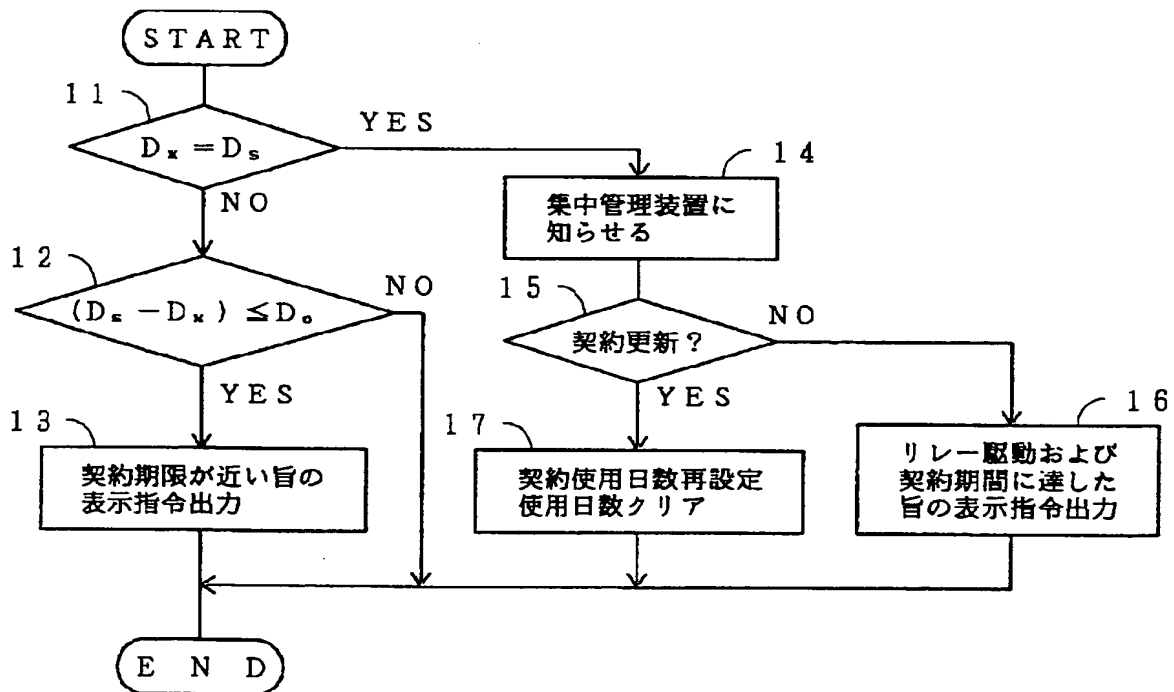 START
11
Dx=Ds
YES
NO
14
集中管理装置に
知らせる
12
(Ds-Dx)≦Do
NO
YES
15
契約更新?
NO
YES
13
契約期限が近い旨の
表示指令出力
17
契約使用日数再設定
使用日数クリア
16
リレー駆動および
契約期間に達した
旨の表示指令出力
END